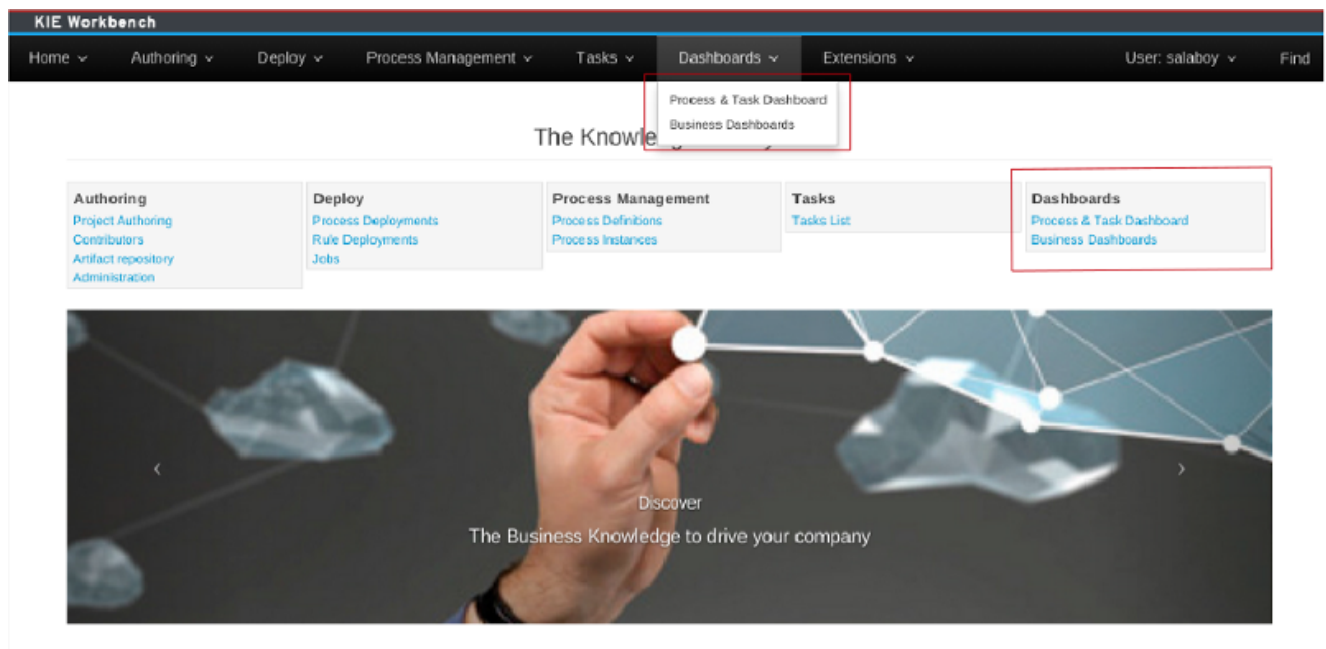 KIE Workbench
Home Authoring Deploy Process Management Tasks Dashboards Extensions User: salaboy Find
Process & Task Dashboard
Business Dashboards
The Knowle
Authoring
Project Authoring
Contributors
Artifact repository
Administration
Deploy
Process Deployments
Rule Deployments
Jobs
Process Management
Process Definitions
Process Instances
Tasks
Tasks List
Dashboards
Process & Task Dashboard
Business Dashboards
Discover
The Business Knowledge to drive your company